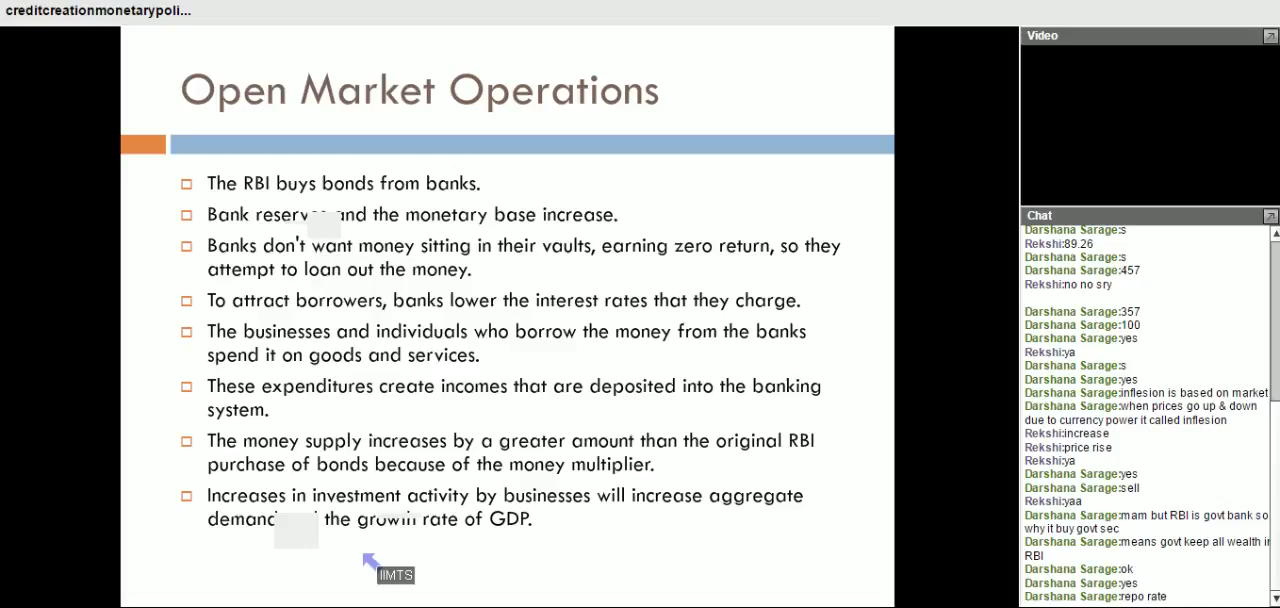 creditcreationmonetarypoli...
Open Market Operations
The RBI buys bonds from banks.
Bank reserves and the monetary base increase.
Banks don't want money sitting in their vaults, earning zero return, so they
attempt to loan out the money.
To attract borrowers, banks lower the interest rates that they charge.
The businesses and individuals who borrow the money from the banks
spend it on goods and services.
These expenditures create incomes that are deposited into the banking
system.
The money supply increases by a greater amount than the original RBI
purchase of bonds because of the money multiplier.
Increases in investment activity by businesses will increase aggregate
demand the growth rate of GDP.
IIMTS
Video
Chat
Darshana Sarage:s
Rekshi:89.26
Darshana Sarage:s
Darshana Sarage:457
Rekshi:no no sry
Darshana Sarage:357
Darshana Sarage:100
Darshana Sarage:yes
Rekshi:ya
Darshana Sarage:s
Darshana Sarage:yes
Darshana Sarage:inflesion is based on market
Darshana Sarage:when prices go up & down
due to currency power it called inflesion
Rekshi:increase
Rekshi:price rise
Rekshi:ya
Darshana Sarage:yes
Darshana Sarage:sell
Rekshi:yaa
Darshana Sarage:mam but RBI is govt bank so
why it buy govt sec
Darshana Sarage:means govt keep all wealth in
RBI
Darshana Sarage:ok
Darshana Sarage:yes
Darshana Sarage:repo rate